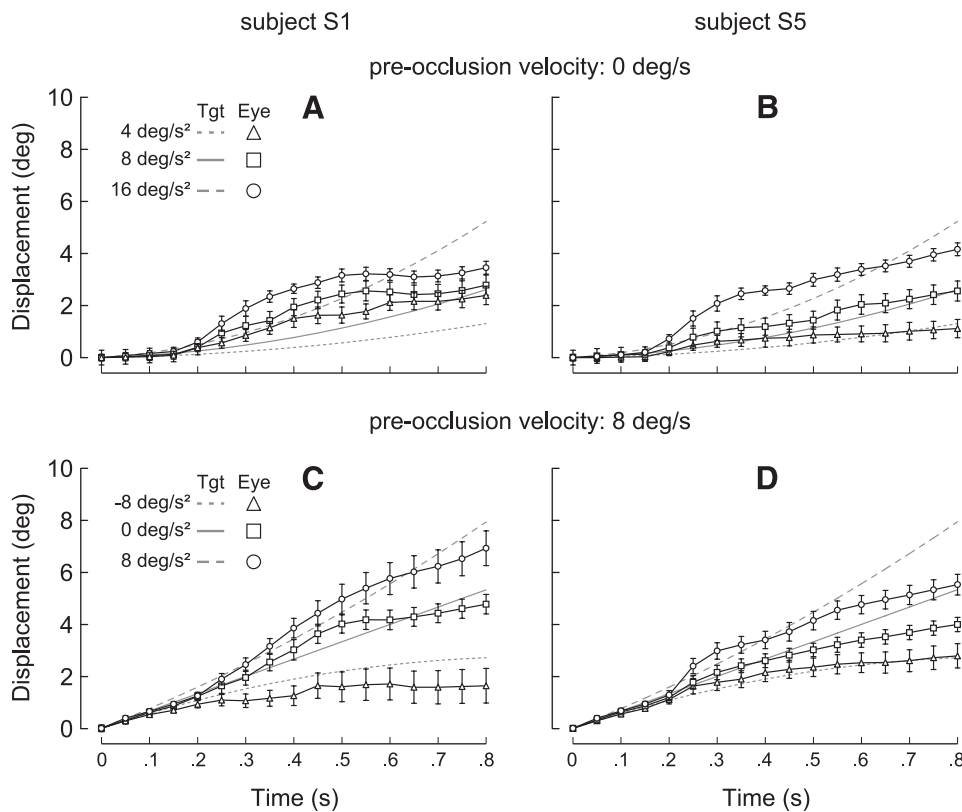 subject S1 subject S5
pre-occlusion velocity: 0 deg/s
A B
Tgt Eye
4 deg/s²
8 deg/s²
16 deg/s²
Displacement (deg)
10
8
6
4
2
0
pre-occlusion velocity: 8 deg/s
C D
Tgt Eye
-8 deg/s²
0 deg/s²
8 deg/s²
Displacement (deg)
10
8
6
4
2
0
0 .1 .2 .3 .4 .5 .6 .7 .8 0 .1 .2 .3 .4 .5 .6 .7 .8
Time (s) Time (s)